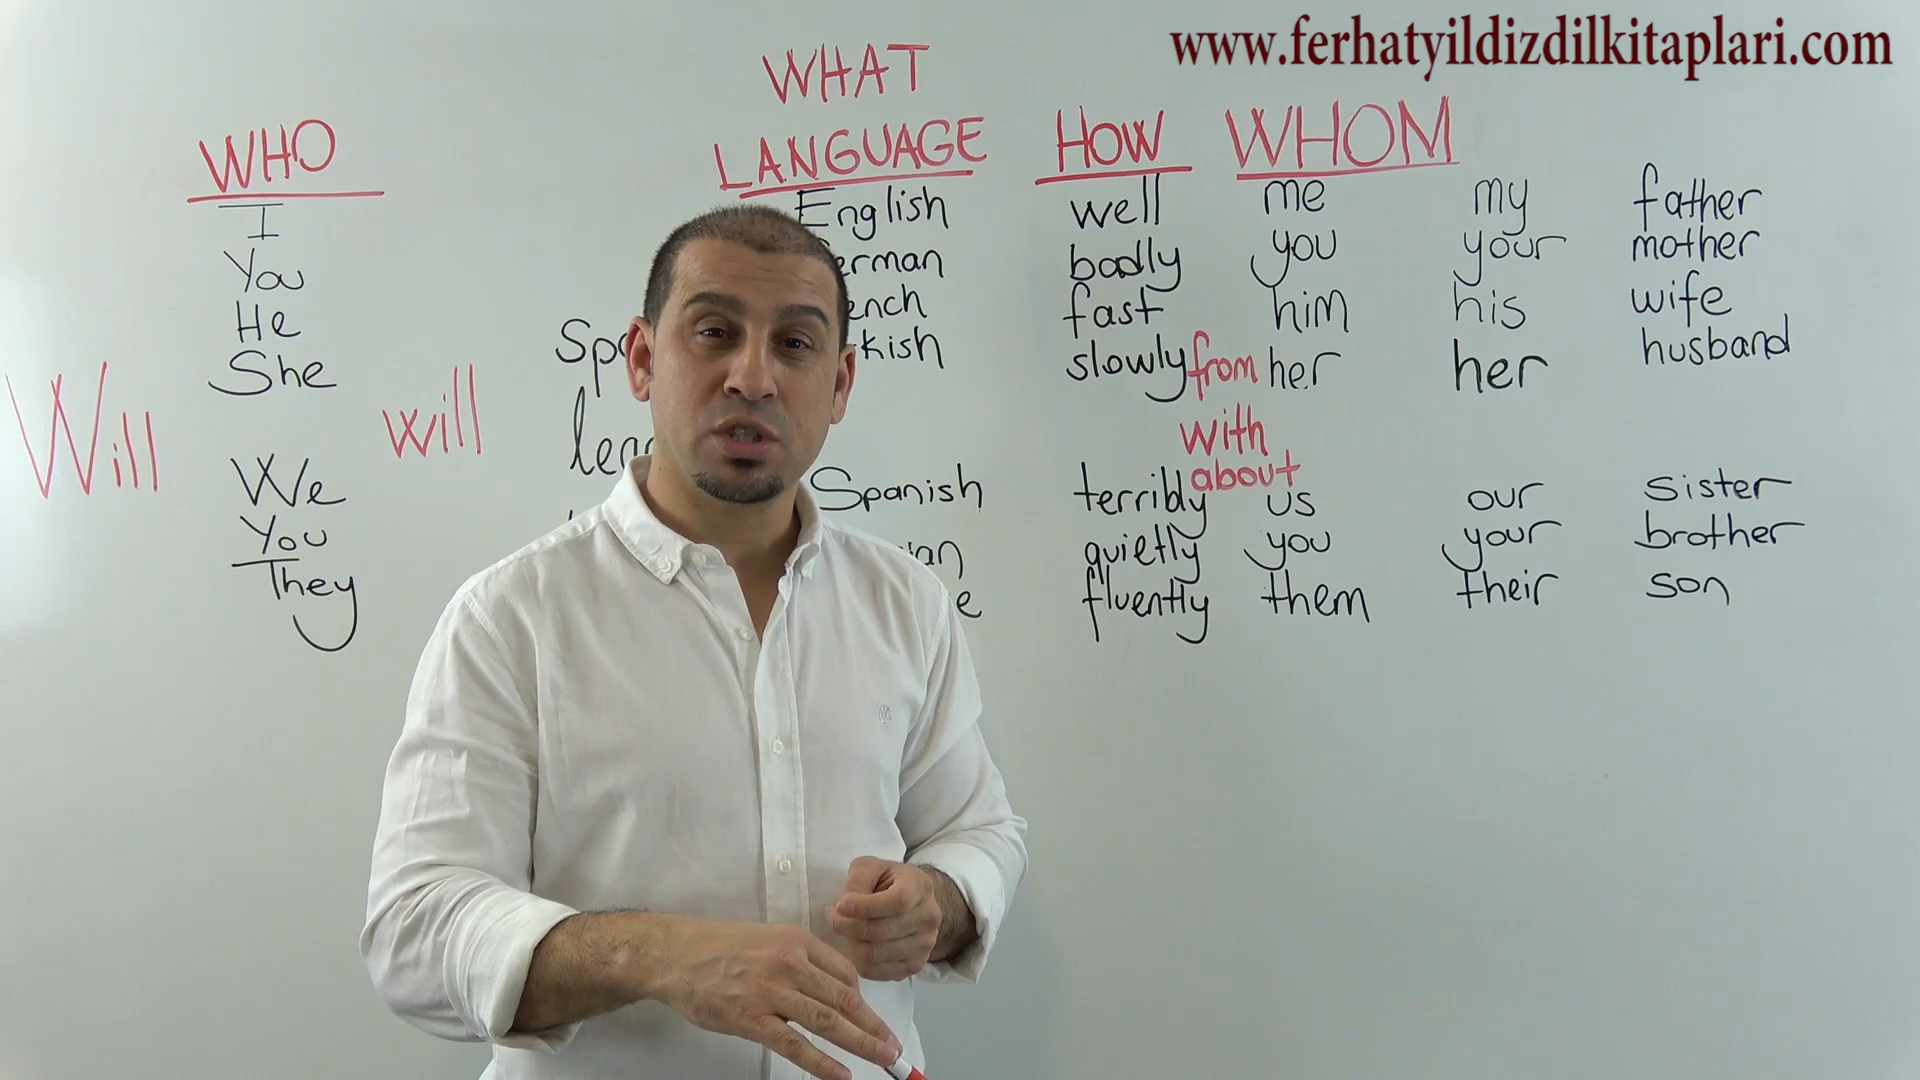 www.ferhatyildizdilkitaplari.com
WHAT
WHO LANGUAGE HOW WHOM
I English well me my father
You badly you your mother
He fast him his wife
She slowly from her her husband
Will will with
about
We Spanish terribly us our sister
You quietly you your brother
They fluently them their son